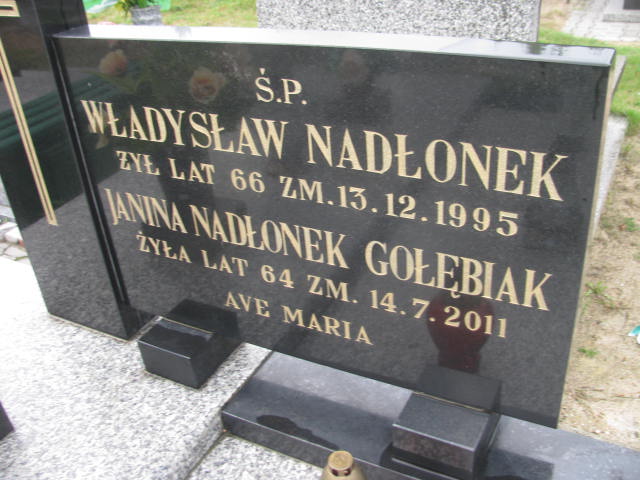 Ś.P.
WŁADYSŁAW NADŁONEK
ŻYŁ LAT 66 ZM. 13.12.1995
JANINA NADŁONEK GOŁĘBIAK
ŻYŁA LAT 64 ZM. 14.7.2011
AVE MARIA